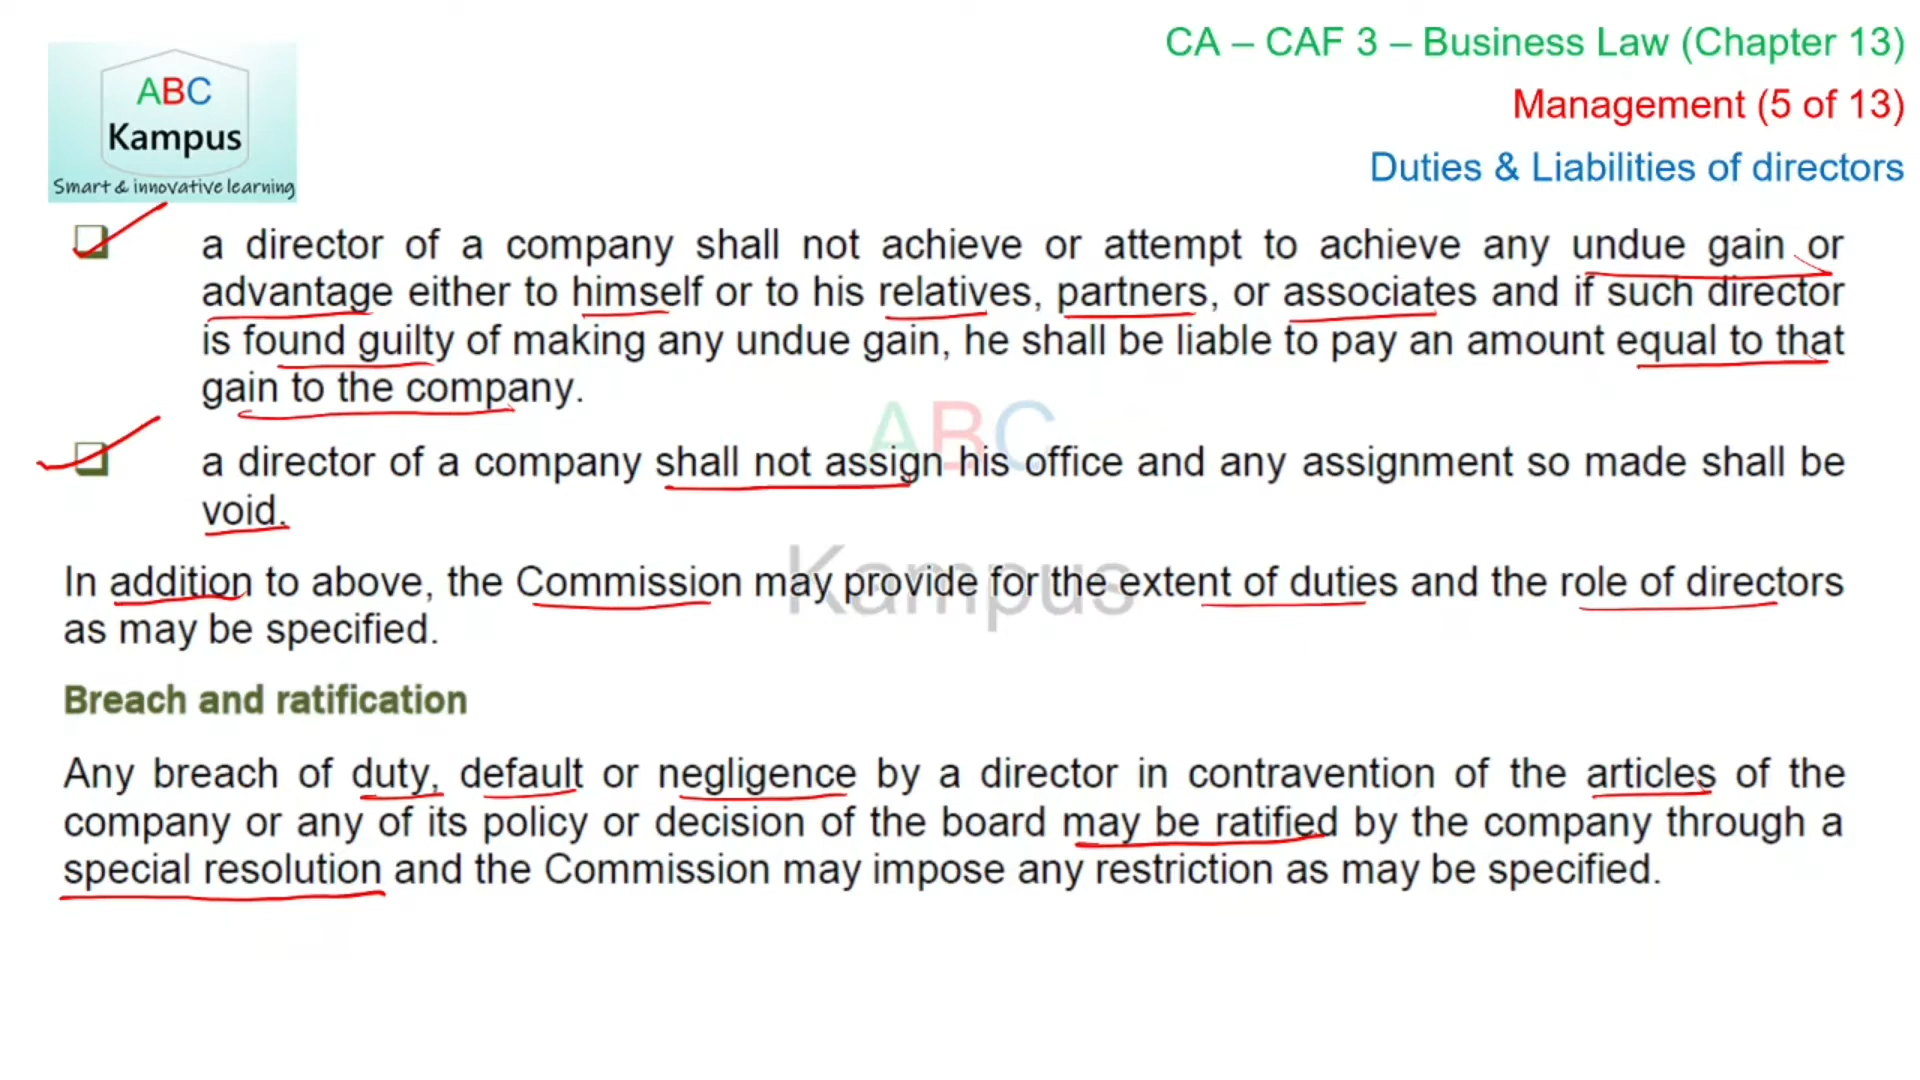 ABC
Kampus
Smart & innovative learning
CA – CAF 3 – Business Law (Chapter 13)
Management (5 of 13)
Duties & Liabilities of directors
a director of a company shall not achieve or attempt to achieve any undue gain or
advantage either to himself or to his relatives, partners, or associates and if such director
is found guilty of making any undue gain, he shall be liable to pay an amount equal to that
gain to the company.
a director of a company shall not assign his office and any assignment so made shall be
void.
ABC
Kampus
In addition to above, the Commission may provide for the extent of duties and the role of directors
as may be specified.
Breach and ratification
Any breach of duty, default or negligence by a director in contravention of the articles of the
company or any of its policy or decision of the board may be ratified by the company through a
special resolution and the Commission may impose any restriction as may be specified.